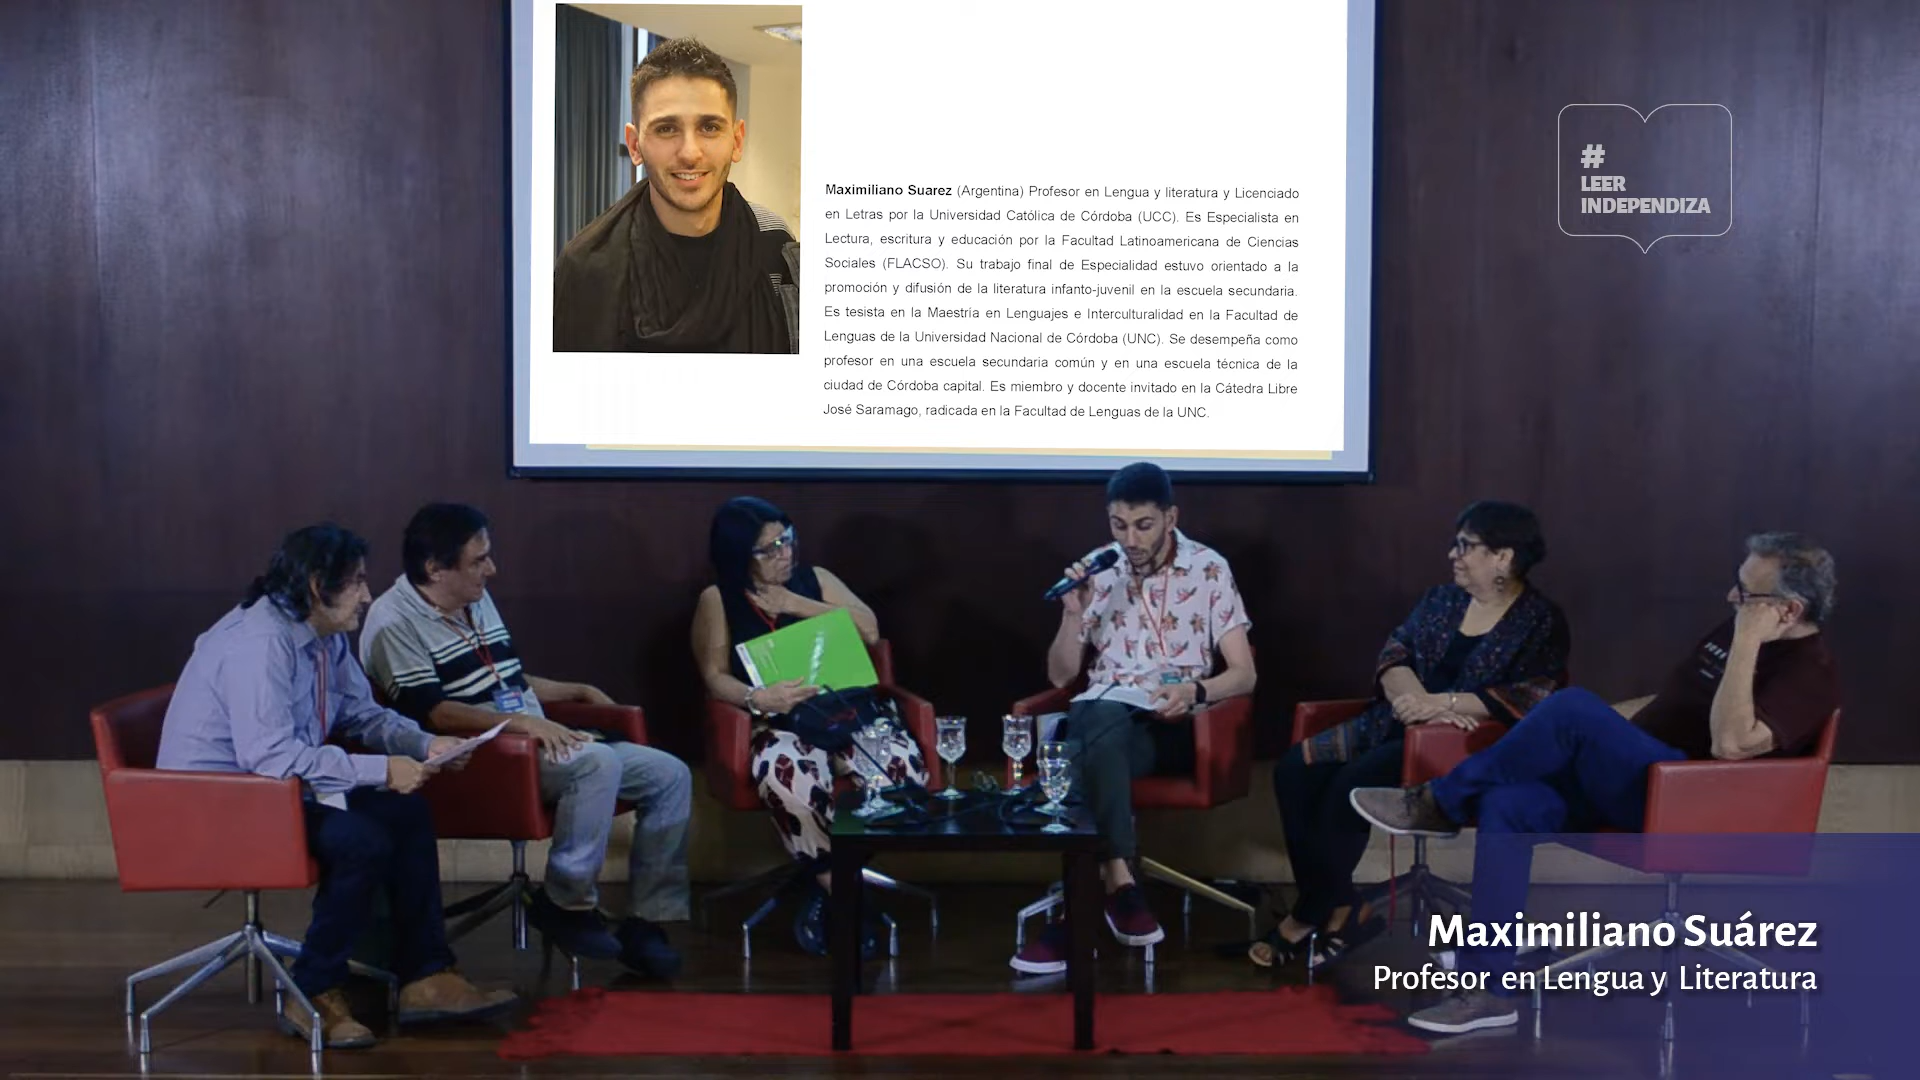 Maximiliano Suarez (Argentina) Profesor en Lengua y literatura y Licenciado
en Letras por la Universidad Católica de Córdoba (UCC). Es Especialista en
Lectura, escritura y educación por la Facultad Latinoamericana de Ciencias
Sociales (FLACSO). Su trabajo final de Especialidad estuvo orientado a la
promoción y difusión de la literatura infanto-juvenil en la escuela secundaria.
Es tesista en la Maestría en Lenguajes e Interculturalidad en la Facultad de
Lenguas de la Universidad Nacional de Córdoba (UNC). Se desempeña como
profesor en una escuela secundaria común y en una escuela técnica de la
ciudad de Córdoba capital. Es miembro y docente invitado en la Cátedra Libre
José Saramago, radicada en la Facultad de Lenguas de la UNC.
#
LEER
INDEPENDIZA
Maximiliano Suárez
Profesor en Lengua y Literatura